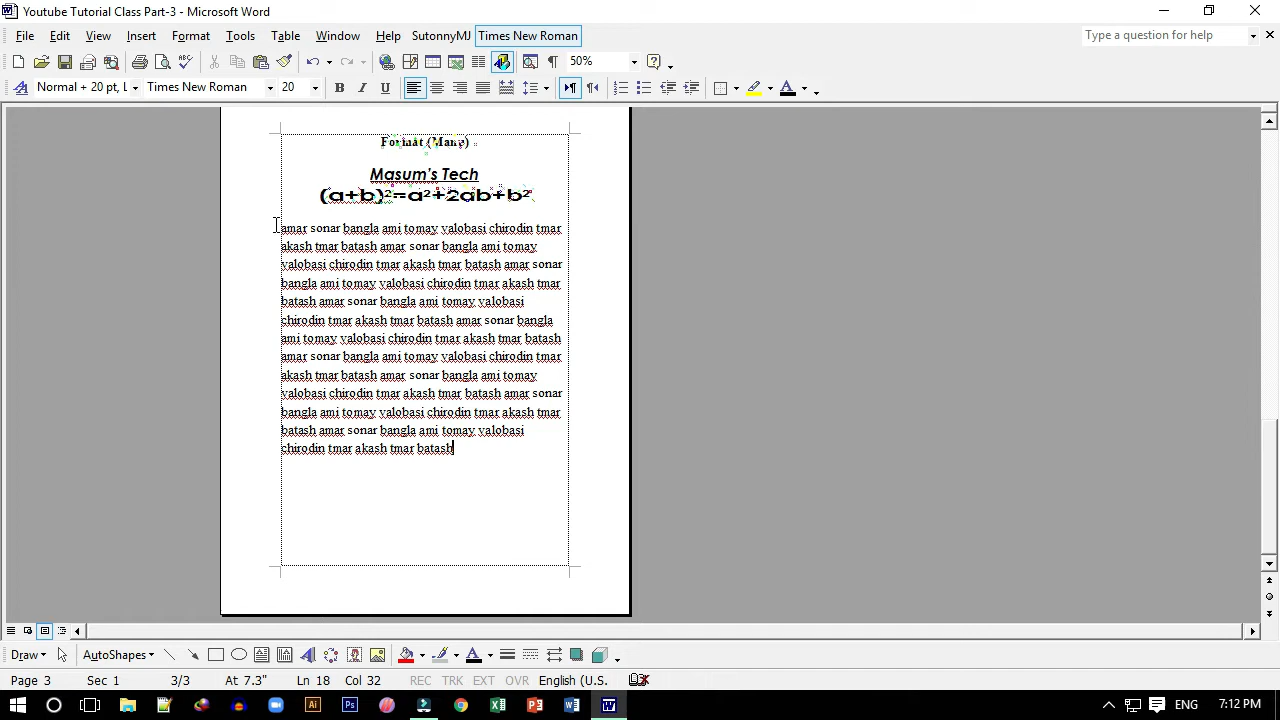 Youtube Tutorial Class Part-3 - Microsoft Word
File Edit View Insert Format Tools Table Window Help SutonnyMJ Times New Roman Type a question for help
50%
Normal + 20 pt, L Times New Roman 20 B I U
Format (Manu)
Masum's Tech
(a+b)²=a²+2ab+b²
amar sonar bangla ami tomay valobasi chirodin tmar
akash tmar batash amar sonar bangla ami tomay
valobasi chirodin tmar akash tmar batash amar sonar
bangla ami tomay valobasi chirodin tmar akash tmar
batash amar sonar bangla ami tomay valobasi
chirodin tmar akash tmar batash amar sonar bangla
ami tomay valobasi chirodin tmar akash tmar batash
amar sonar bangla ami tomay valobasi chirodin tmar
akash tmar batash amar sonar bangla ami tomay
valobasi chirodin tmar akash tmar batash amar sonar
bangla ami tomay valobasi chirodin tmar akash tmar
batash amar sonar bangla ami tomay valobasi
chirodin tmar akash tmar batash
Draw AutoShapes
Page 3 Sec 1 3/3 At 7.3" Ln 18 Col 32 REC TRK EXT OVR English (U.S.
ENG 7:12 PM